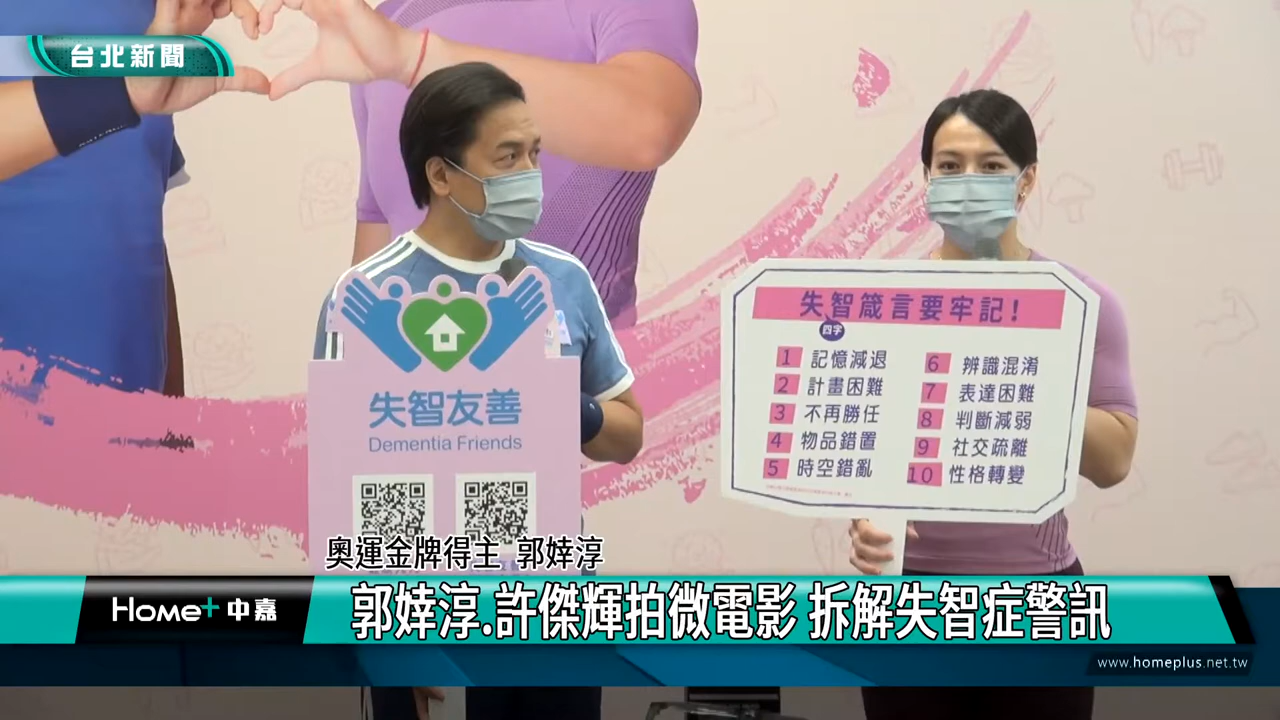 台北新聞
失智友善
Dementia Friends
失智箴言要牢記!
四字
1 記憶減退
2 計畫困難
3 不再勝任
4 物品錯置
5 時空錯亂
6 辨識混淆
7 表達困難
8 判斷減弱
9 社交疏離
10 性格轉變
奧運金牌得主 郭婞淳
Home+中嘉
郭婞淳.許傑輝拍微電影 拆解失智症警訊
www.homeplus.net.tw